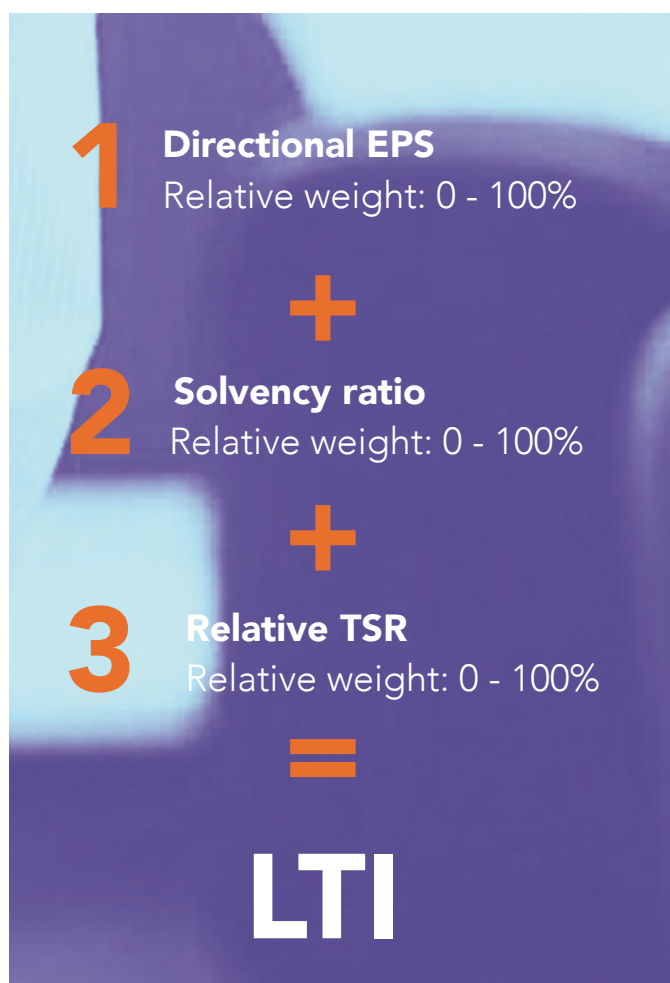 1 Directional EPS
Relative weight: 0 - 100%
+
2 Solvency ratio
Relative weight: 0 - 100%
+
3 Relative TSR
Relative weight: 0 - 100%
=
LTI